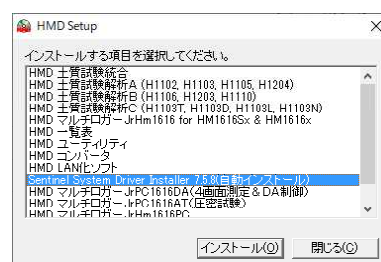 HMD Setup
インストールする項目を選択してください。
HMD 土質試験統合
HMD 土質試験解析A (H1102, H1103, H1105, H1204)
HMD 土質試験解析B (H1106, H1203, H1110)
HMD 土質試験解析C (H1103T, H1103D, H1103L, H1103N)
HMD マルチロガーJrHm1616 for HM1616Sx & HM1616x
HMD 一覧表
HMD ユーティリティ
HMD コンバータ
HMD LAN化ソフト
Sentinel System Driver Installer 7.5.8(自動インストール)
HMD マルチロガーJrPC1616DA(4画面測定&DA制御)
HMD マルチロガーJrPC1616AT(圧密試験)
HMD マルチロガーJrHm1616PC
インストール(O) 閉じる(C)